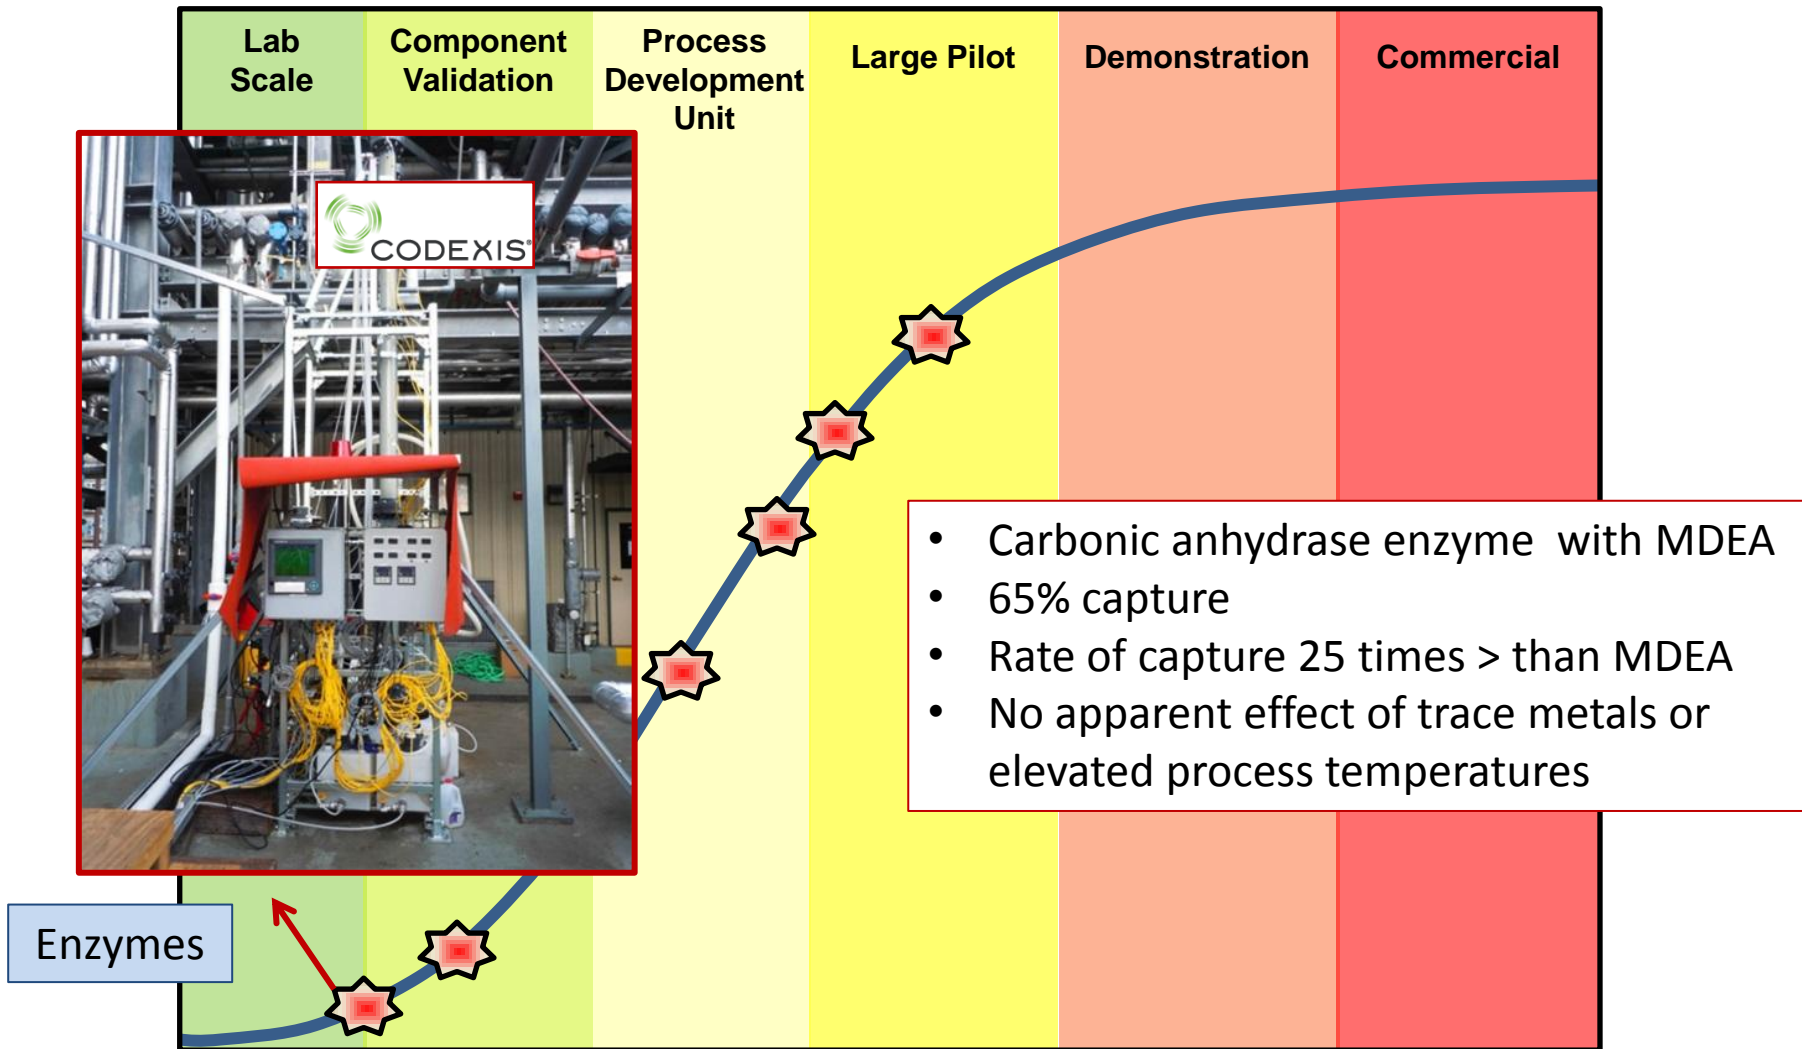 Lab
Scale
Component
Validation
Process
Development
Unit
Large Pilot
Demonstration
Commercial
CODEXIS®
• Carbonic anhydrase enzyme with MDEA
• 65% capture
• Rate of capture 25 times > than MDEA
• No apparent effect of trace metals or
elevated process temperatures
Enzymes